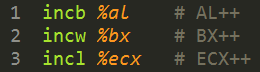 1 incb %al # AL++
2 incw %bx # BX++
3 incl %ecx # ECX++